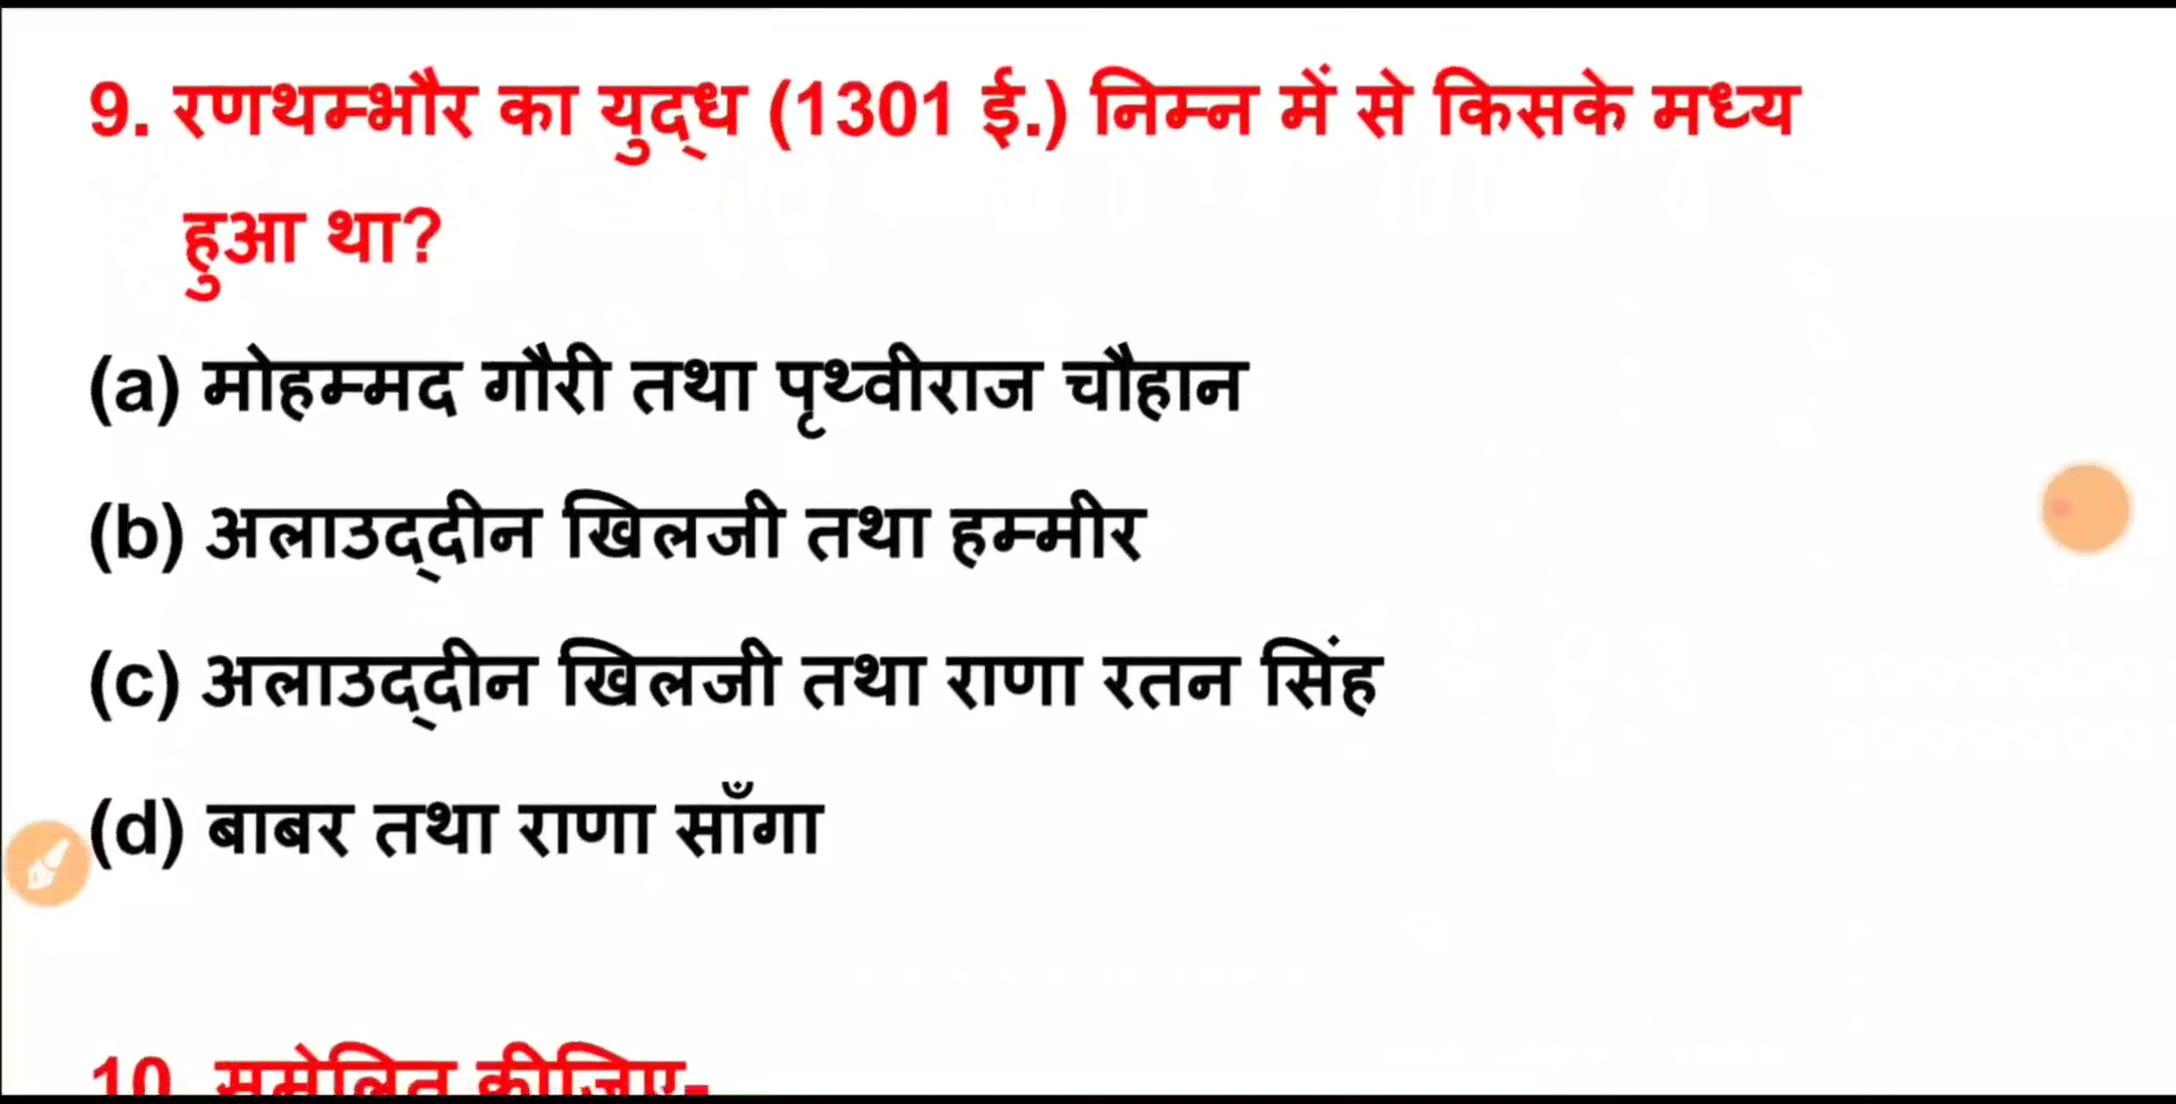 9. रणथम्भौर का युद्ध (1301 ई.) निम्न में से किसके मध्य
हुआ था?
(a) मोहम्मद गौरी तथा पृथ्वीराज चौहान
(b) अलाउद्दीन खिलजी तथा हम्मीर
(c) अलाउद्दीन खिलजी तथा राणा रतन सिंह
(d) बाबर तथा राणा साँगा
10. सुमेलित कीजिए-